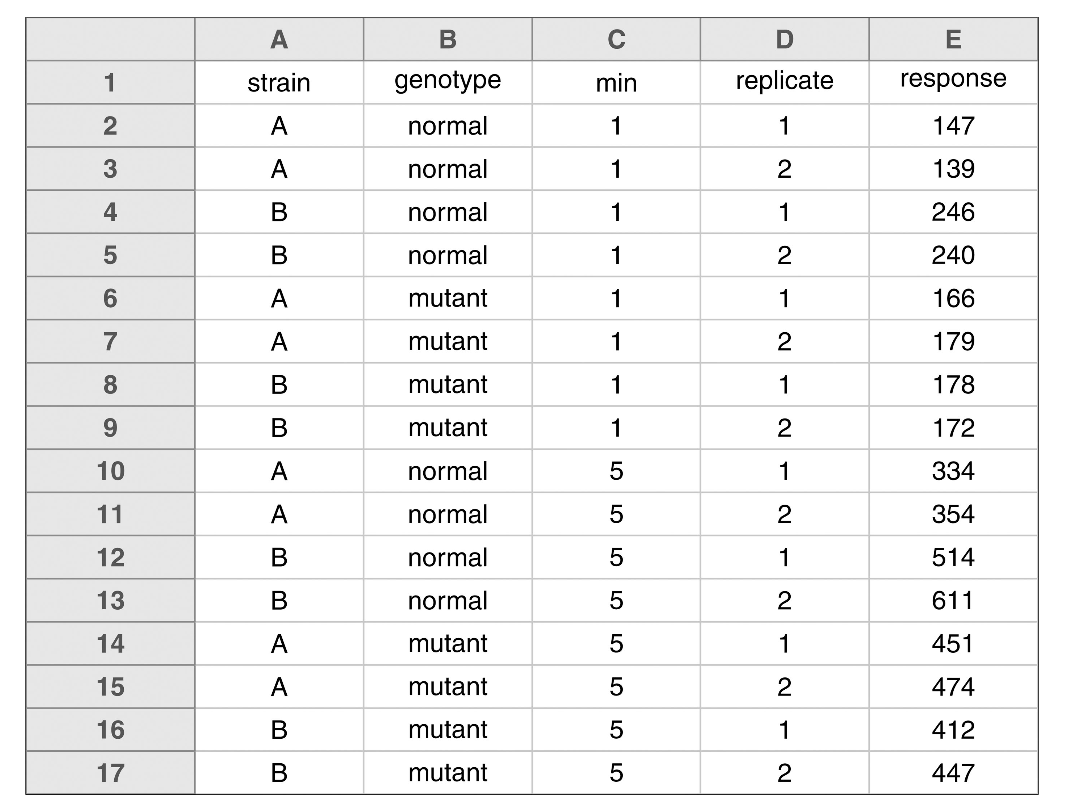 A B C D E
1 strain genotype min replicate response
2 A normal 1 1 147
3 A normal 1 2 139
4 B normal 1 1 246
5 B normal 1 2 240
6 A mutant 1 1 166
7 A mutant 1 2 179
8 B mutant 1 1 178
9 B mutant 1 2 172
10 A normal 5 1 334
11 A normal 5 2 354
12 B normal 5 1 514
13 B normal 5 2 611
14 A mutant 5 1 451
15 A mutant 5 2 474
16 B mutant 5 1 412
17 B mutant 5 2 447